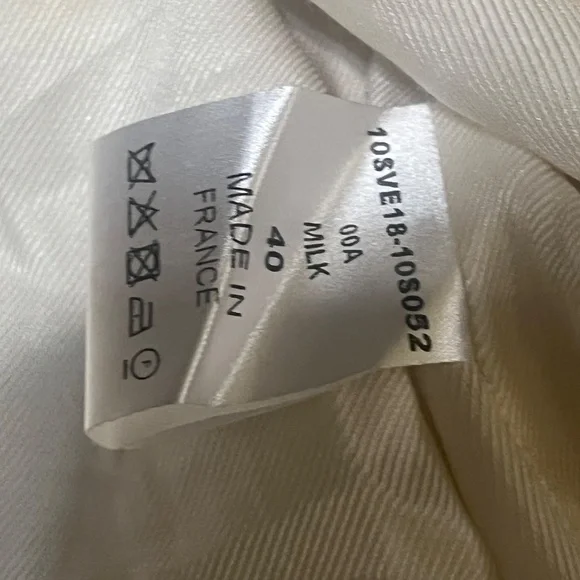 10SVE18-10S052
00A
MILK
40
MADE IN
FRANCE